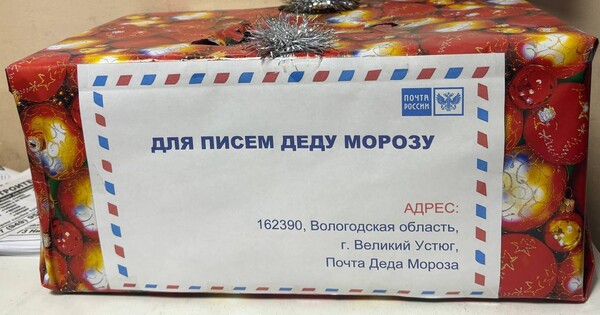 ПОЧТА
РОССИИ
ДЛЯ ПИСЕМ ДЕДУ МОРОЗУ
АДРЕС:
162390, Вологодская область,
г. Великий Устюг,
Почта Деда Мороза